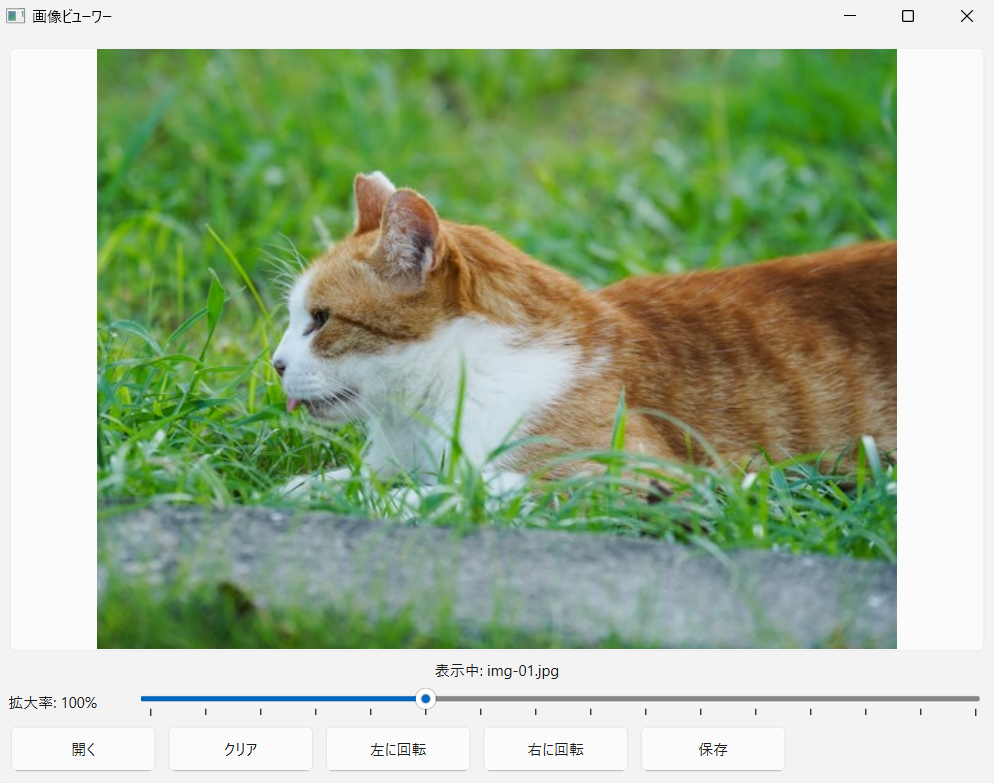 画像ビューワー
表示中: img-01.jpg
拡大率: 100%
開く
クリア
左に回転
右に回転
保存